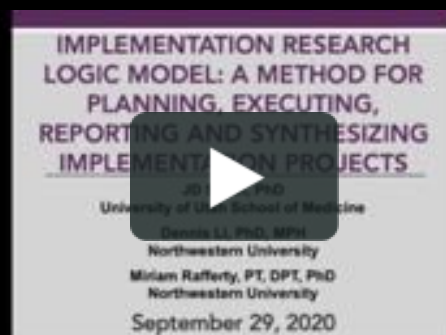 IMPLEMENTATION RESEARCH
LOGIC MODEL: A METHOD FOR
PLANNING, EXECUTING,
REPORTING AND SYNTHESIZING
IMPLEMENTATION PROJECTS
JD PhD
University of Utah School of Medicine
Dennis Li, PhD, MPH
Northwestern University
Miriam Rafferty, PT, DPT, PhD
Northwestern University
September 29, 2020